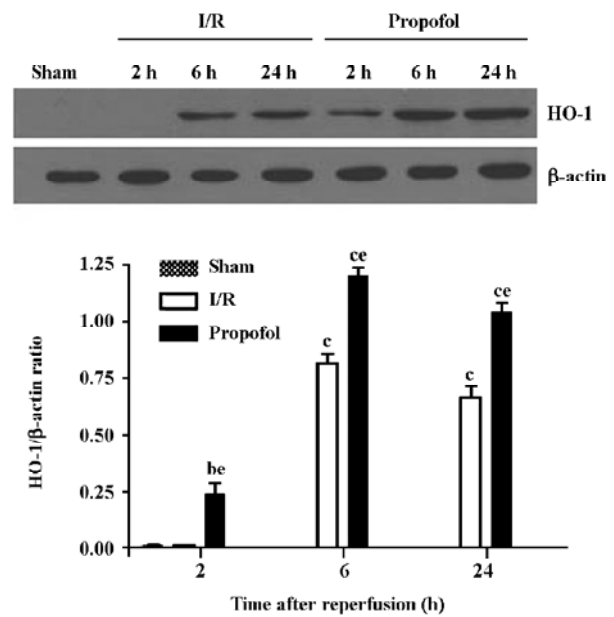 I/R Propofol
Sham 2 h 6 h 24 h 2 h 6 h 24 h
HO-1
β-actin
1.25
1.00
0.75
0.50
0.25
0.00
HO-1/β-actin ratio
Sham
I/R
Propofol
be
c
ce
c
ce
2 6 24
Time after reperfusion (h)